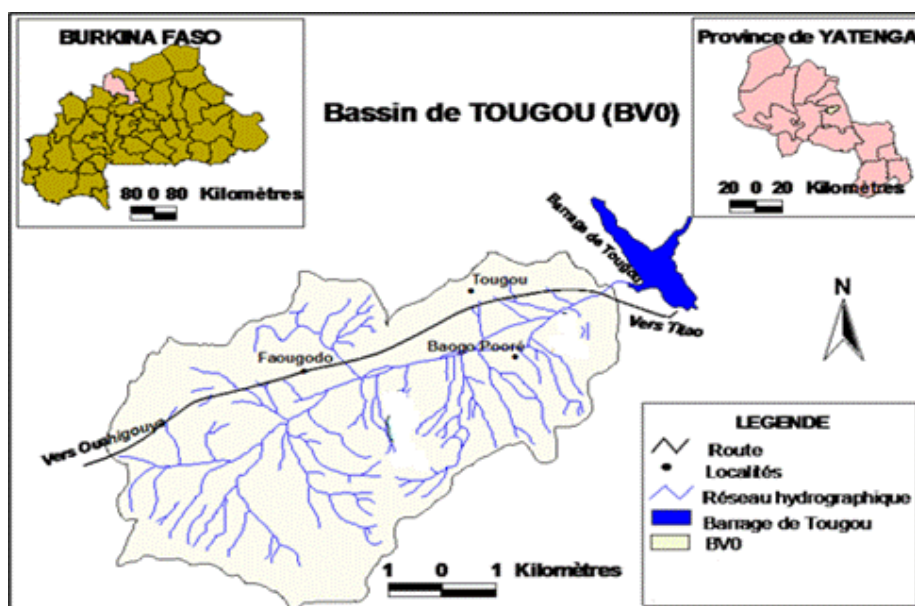 BURKINA FASO
80 0 80 Kilomètres
Province de YATENGA
20 0 20 Kilomètres
Bassin de TOUGOU (BV0)
Barrage de Tougou
Tougou
Vers Titao
N
Baogo Pooré
Faougodo
Vers Ouahigouya
LEGENDE
Route
Localités
Réseau hydrographique
Barrage de Tougou
BV0
1 0 1 Kilomètres